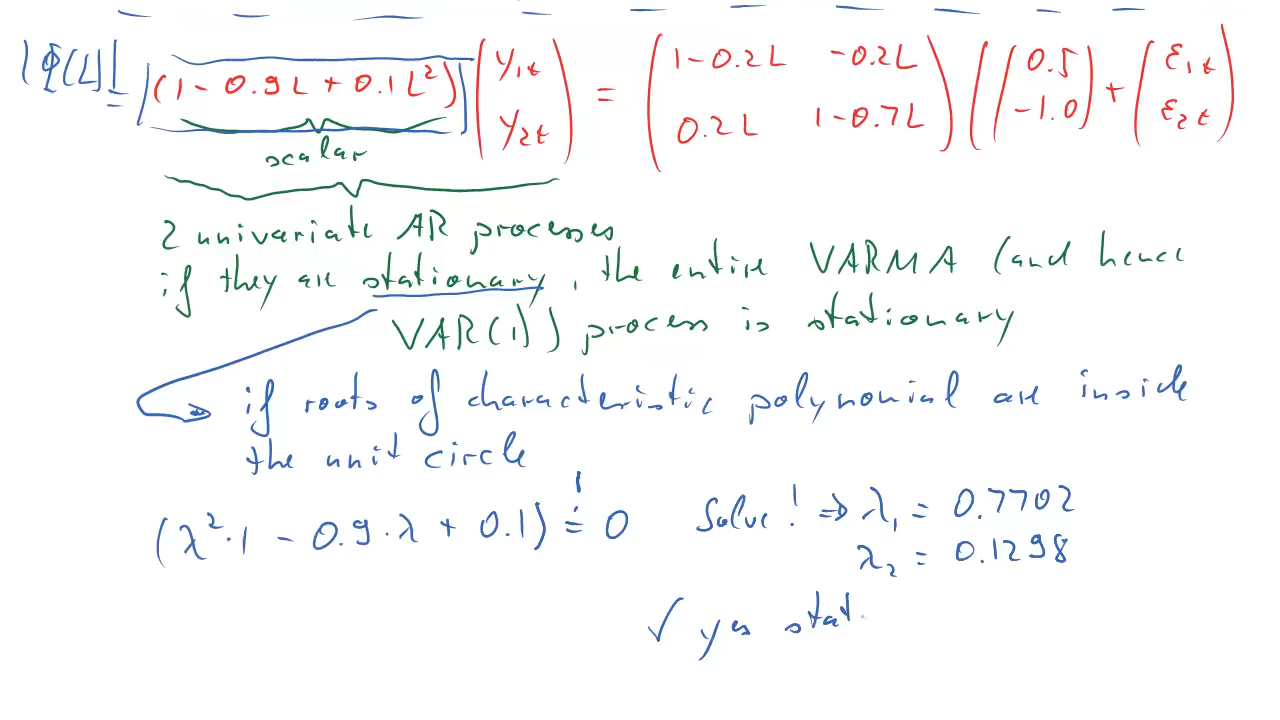 |Φ(L)| = |(1 - 0.9L + 0.1L²)| (y₁t y₂t) = (1-0.2L -0.2L 0.2L 1-0.7L) ((0.5 -1.0) + (ε₁t ε₂t)
scalar
2 univariate AR processes
if they are stationary, the entire VARMA (and hence
VAR(1)) process is stationary
if roots of characteristic polynomial are inside
the unit circle
(λ²·1 - 0.9·λ + 0.1) != 0 Solve! ⇒ λ₁ = 0.7702
λ₂ = 0.1298
✓ yes stat.